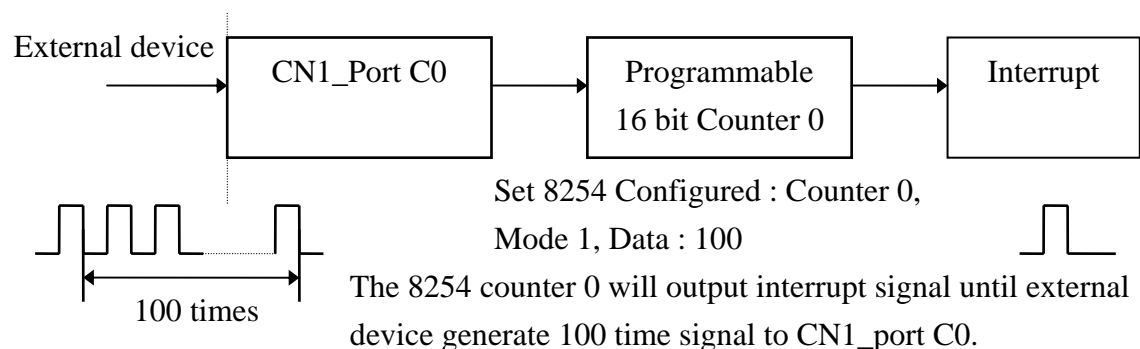 External device
CN1_Port C0
Programmable
16 bit Counter 0
Interrupt
Set 8254 Configured : Counter 0,
Mode 1, Data : 100
100 times
The 8254 counter 0 will output interrupt signal until external
device generate 100 time signal to CN1_port C0.